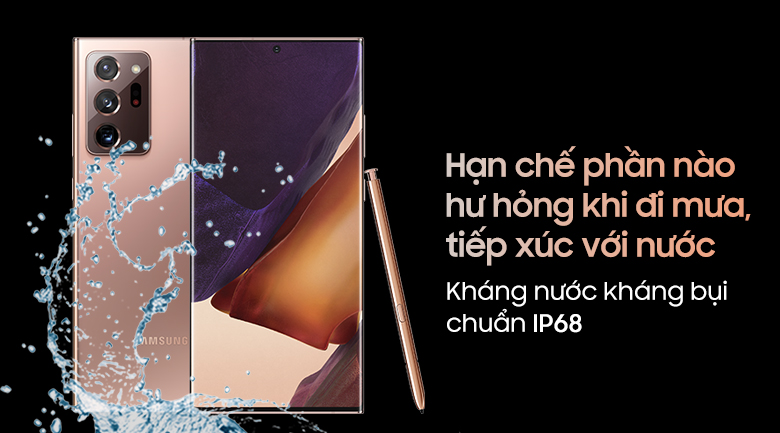 SAMSUNG
Hạn chế phần nào
hư hỏng khi đi mưa,
tiếp xúc với nước
Kháng nước kháng bụi
chuẩn IP68